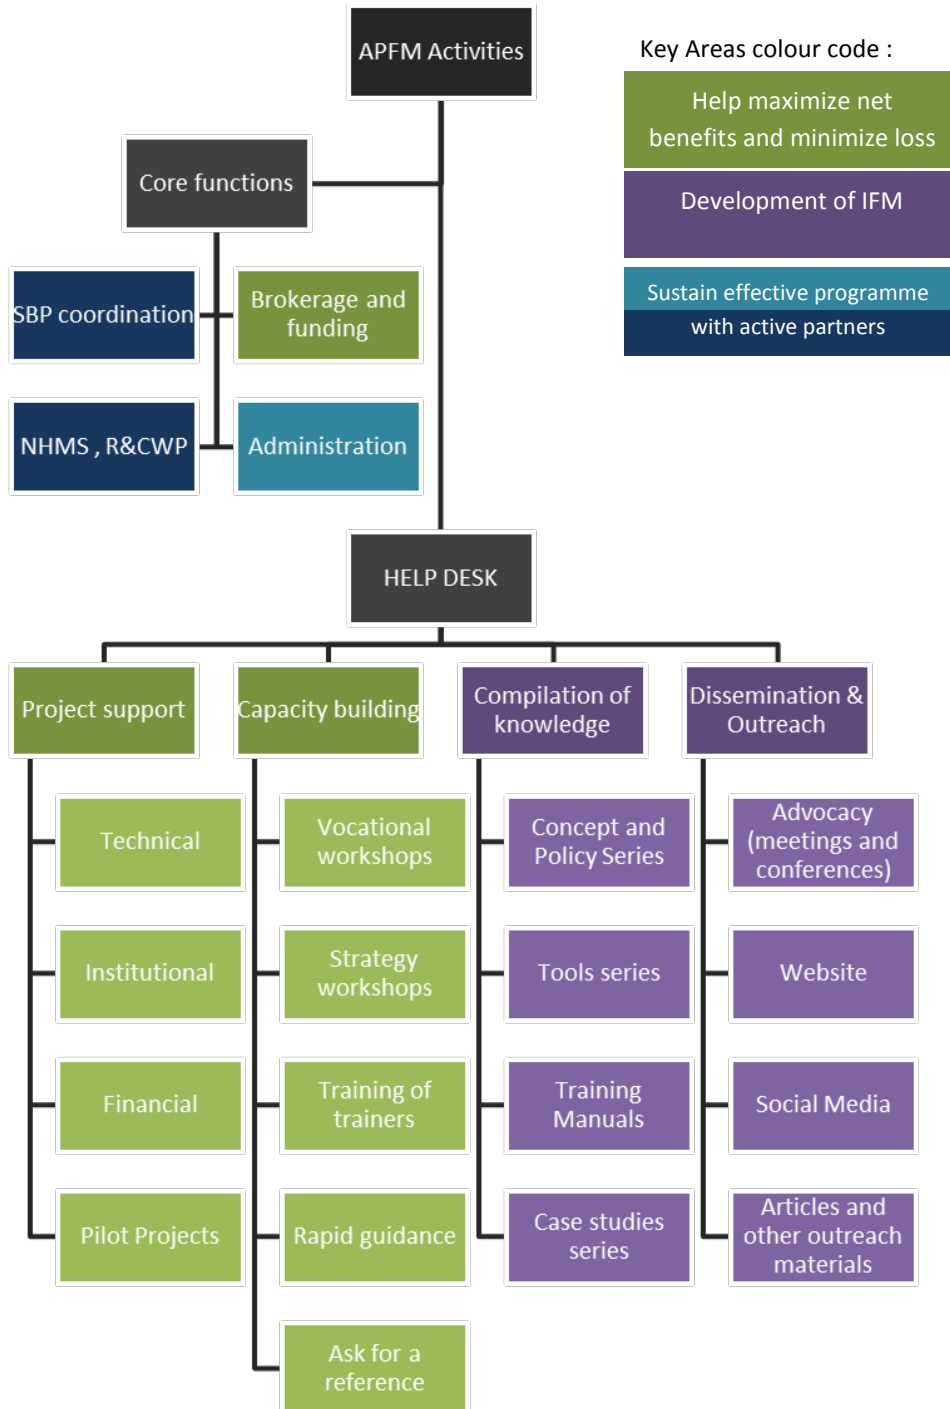 APFM Activities
Key Areas colour code :
Help maximize net
benefits and minimize loss
Development of IFM
Sustain effective programme
with active partners
Core functions
SBP coordination
Brokerage and
funding
NHMS , R&CWP
Administration
HELP DESK
Project support
Capacity building
Compilation of
knowledge
Dissemination &
Outreach
Technical
Institutional
Financial
Pilot Projects
Vocational
workshops
Strategy
workshops
Training of
trainers
Rapid guidance
Ask for a
reference
Concept and
Policy Series
Tools series
Training
Manuals
Case studies
series
Advocacy
(meetings and
conferences)
Website
Social Media
Articles and
other outreach
materials